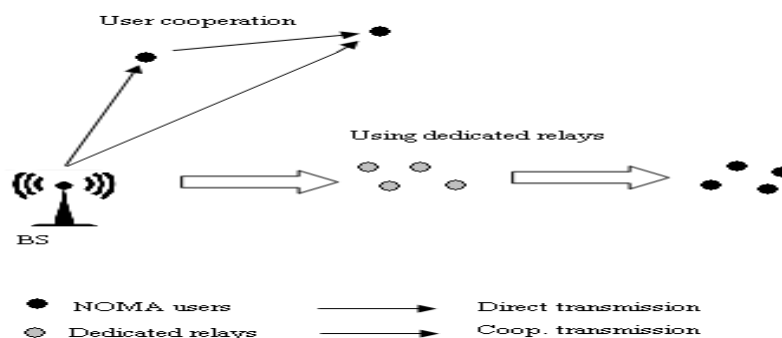 User cooperation
Using dedicated relays
BS
NOMA users
Direct transmission
Dedicated relays
Coop. transmission